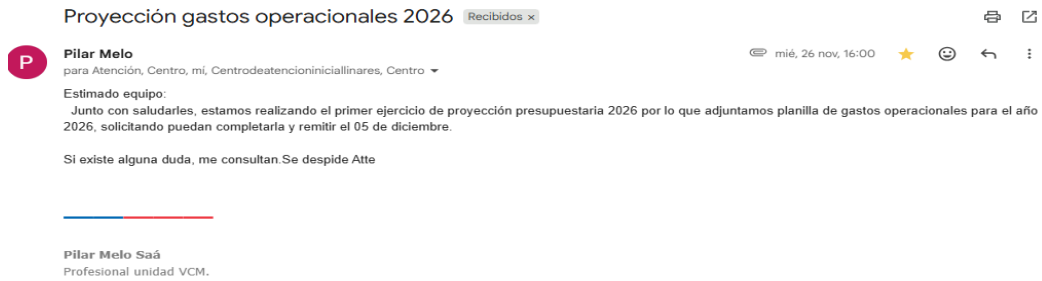 Proyección gastos operacionales 2026 Recibidos ×
P
Pilar Melo
mié, 26 nov, 16:00
para Atención, Centro, mí, Centrodeatencioniniciallinares, Centro
Estimado equipo:
Junto con saludarles, estamos realizando el primer ejercicio de proyección presupuestaria 2026 por lo que adjuntamos planilla de gastos operacionales para el año
2026, solicitando puedan completarla y remitir el 05 de diciembre.
Si existe alguna duda, me consultan.Se despide Atte
Pilar Melo Saá
Profesional unidad VCM.